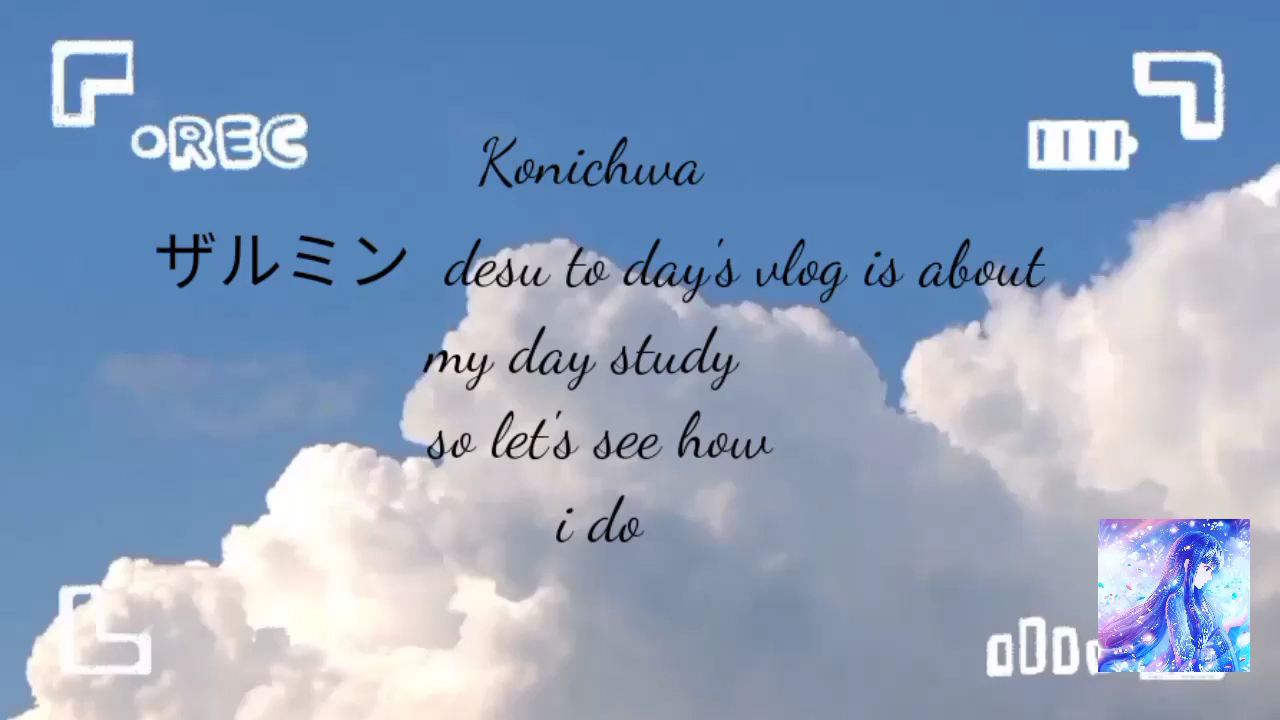 REC
Konichwa
ザルミン desu to day's vlog is about
my day study
so let's see how
i do